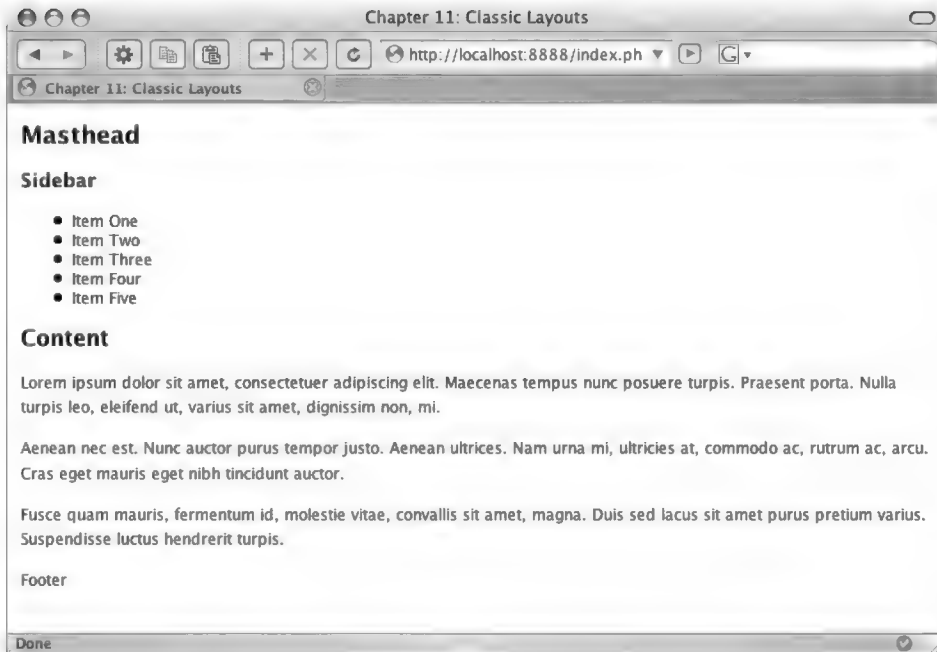 Chapter 11: Classic Layouts
http://localhost:8888/index.ph
G
Chapter 11: Classic Layouts
Masthead
Sidebar
Item One
Item Two
Item Three
Item Four
Item Five
Content
Lorem ipsum dolor sit amet, consectetuer adipiscing elit. Maecenas tempus nunc posuere turpis. Praesent porta. Nulla
turpis leo, eleifend ut, varius sit amet, dignissim non, mi.
Aenean nec est. Nunc auctor purus tempor justo. Aenean ultrices. Nam urna mi, ultricies at, commodo ac, rutrum ac, arcu.
Cras eget mauris eget nibh tincidunt auctor.
Fusce quam mauris, fermentum id, molestie vitae, convallis sit amet, magna. Duis sed lacus sit amet purus pretium varius.
Suspendisse luctus hendrerit turpis.
Footer
Done